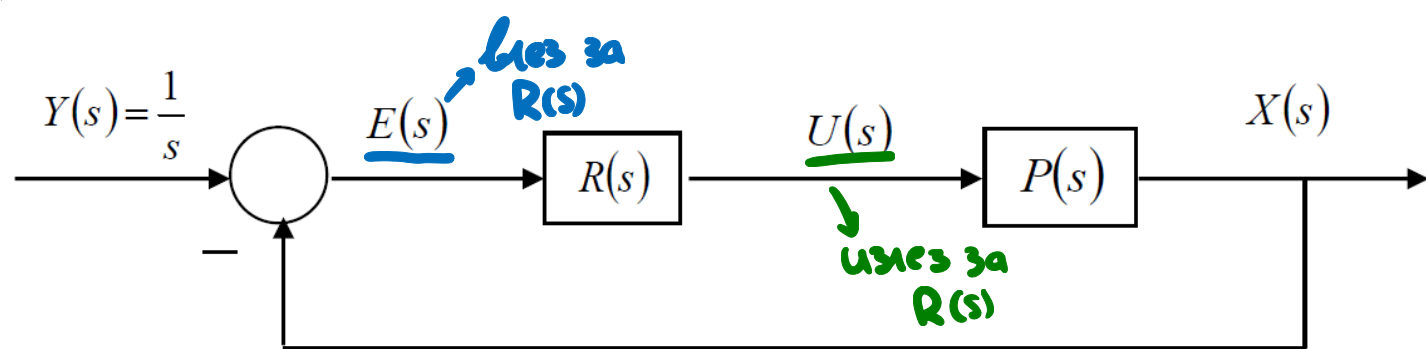 влез за
R(s)
Y(s) = 1/s
E(s)
R(s)
U(s)
P(s)
X(s)
−
излез за
R(s)